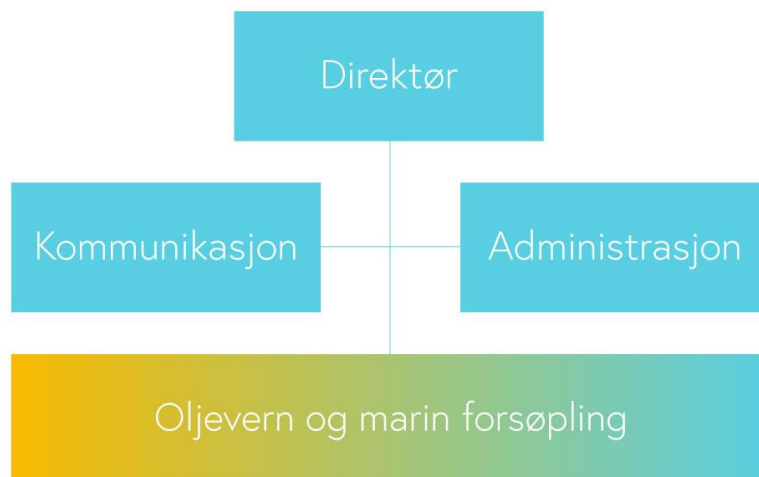 Direktør
Kommunikasjon
Administrasjon
Oljevern og marin forsøpling